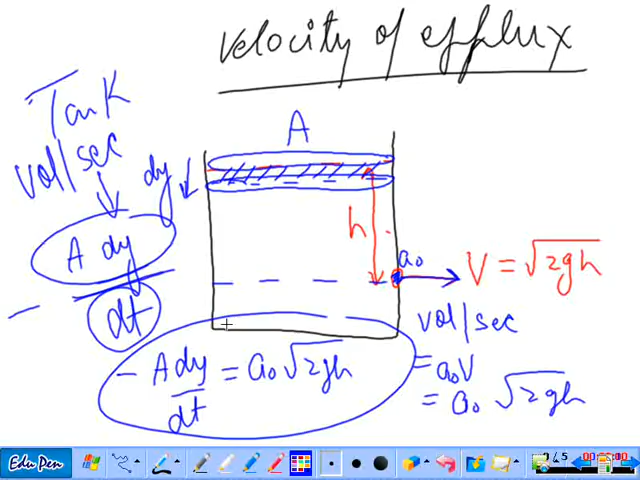 velocity of efflux
Tank
vol/sec
A dy
- dt
A
dy
h
a₀
V = √2gh
vol/sec
= a₀V
= a₀ √2gh
- A dy/dt = a₀ √2gh
Edu Pen